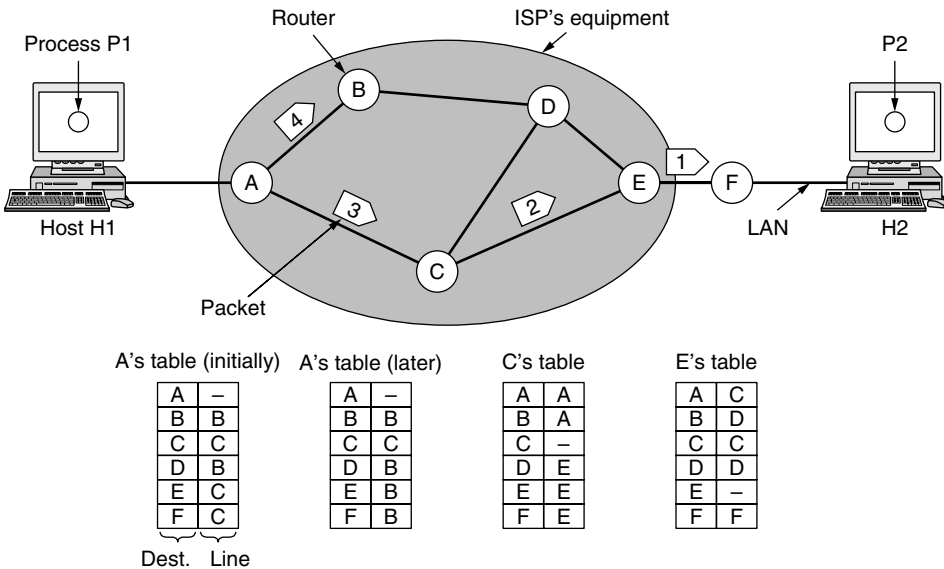 Router
ISP's equipment
Process P1
P2
B
D
4
1
A
E
F
3
2
Host H1
LAN
H2
C
Packet
A's table (initially)
A –
B B
C C
D B
E C
F C
Dest. Line
A's table (later)
A –
B B
C C
D B
E B
F B
C's table
A A
B A
C –
D E
E E
F E
E's table
A C
B D
C C
D D
E –
F F